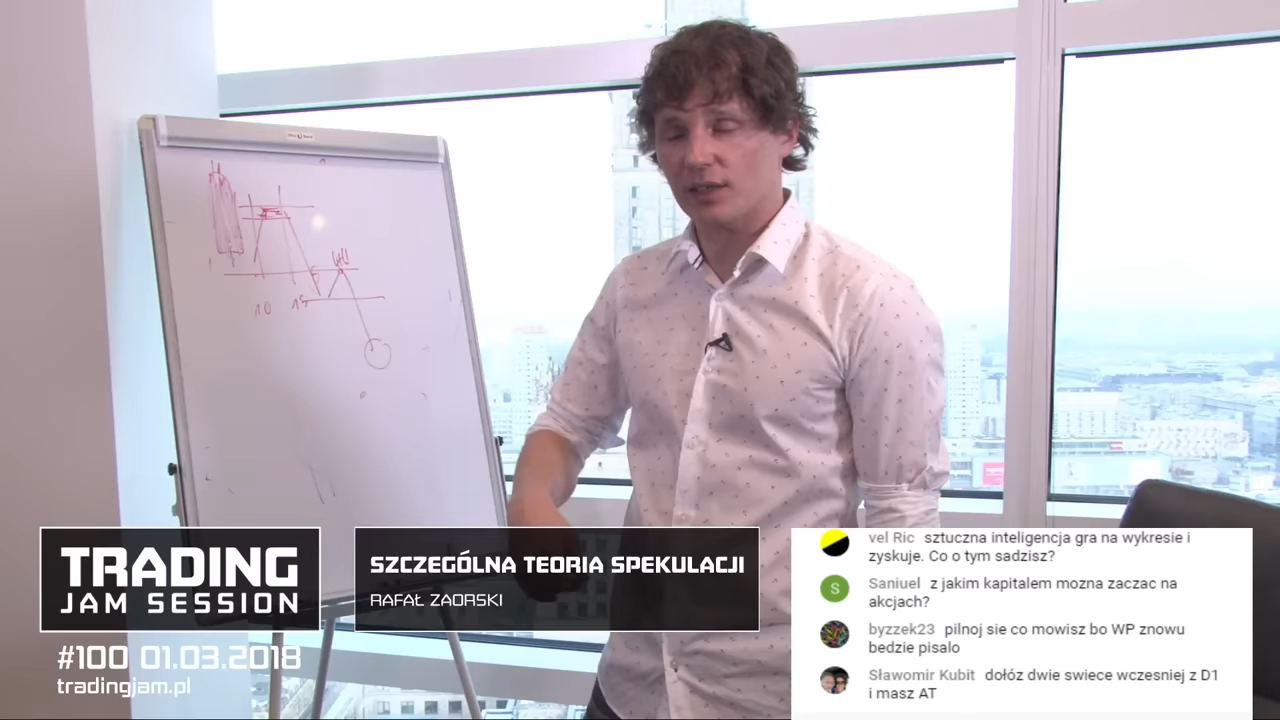 10 15
TRADING
JAM SESSION
#100 01.03.2018
tradingjam.pl
SZCZEGÓLNA TEORIA SPEKULACJI
RAFAŁ ZAORSKI
vel Ric sztuczna inteligencja gra na wykresie i
zyskuje. Co o tym sadzisz?
S
Saniuel z jakim kapitalem mozna zaczac na
akcjach?
byzzek23 pilnoj sie co mowisz bo WP znowu
bedzie pisalo
Sławomir Kubit dołóz dwie swiece wczesniej z D1
i masz AT